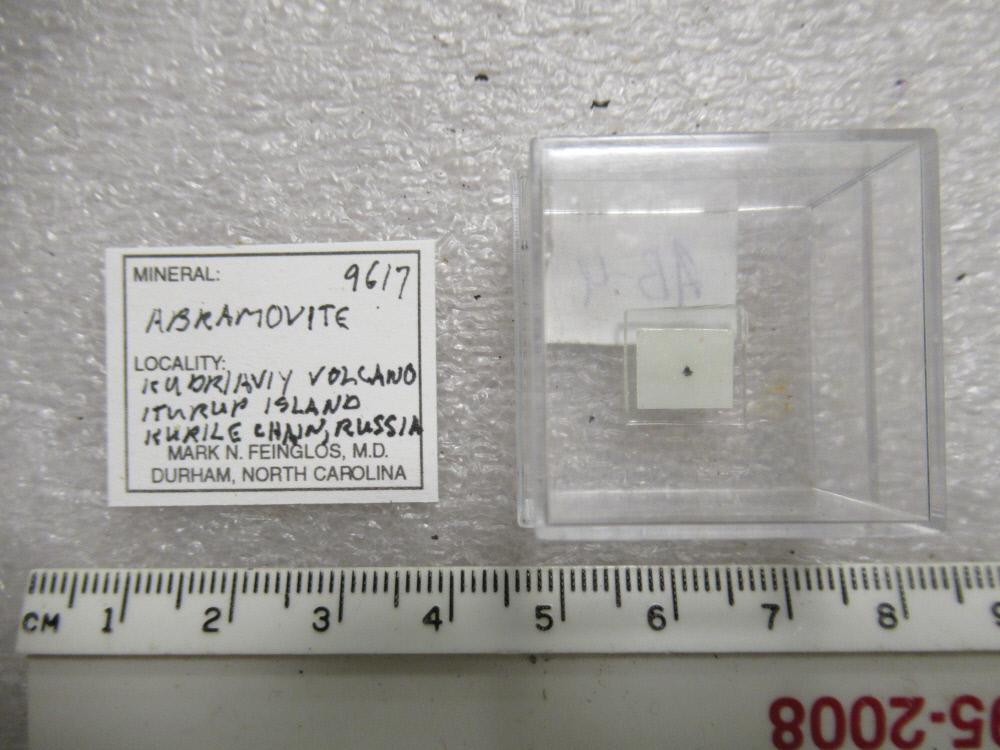 MINERAL: 9617
ABRAMOVITE
LOCALITY:
KUDRIAVIY VOLCANO
ITURUP ISLAND
KURILE CHAIN, RUSSIA
MARK N. FEINGLOS, M.D.
DURHAM, NORTH CAROLINA
CM 1 2 3 4 5 6 7 8 9
95-2008